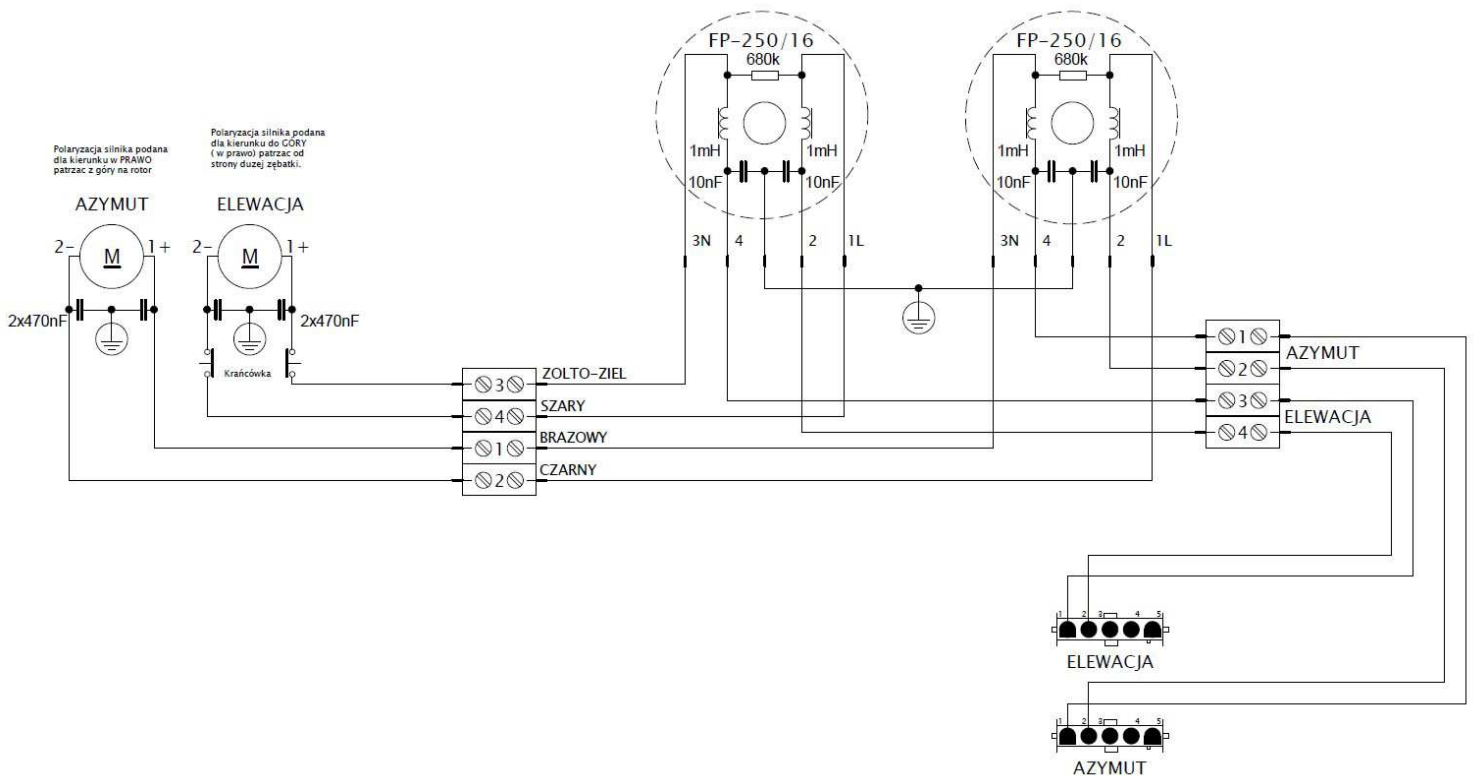 FP-250/16
680k
1mH
1mH
10nF
10nF
3N
4
2
1L
FP-250/16
680k
1mH
1mH
10nF
10nF
3N
4
2
1L
Polaryzacja silnika podana
dla kierunku w PRAWO
patrzac z góry na rotor
Polaryzacja silnika podana
dla kierunku do GÓRY
( w prawo) patrzac od
strony duzej zębatki.
AZYMUT
ELEWACJA
2-
M
1+
2-
M
1+
2x470nF
2x470nF
Krańcówka
3
ZOLTO-ZIEL
4
SZARY
1
BRAZOWY
2
CZARNY
1
AZYMUT
2
3
ELEWACJA
4
1 2 3 4 5
ELEWACJA
1 2 3 4 5
AZYMUT